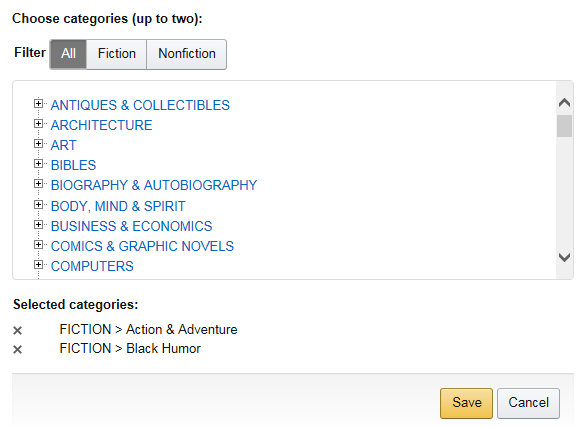 Choose categories (up to two):
Filter All Fiction Nonfiction
ANTIQUES & COLLECTIBLES
ARCHITECTURE
ART
BIBLES
BIOGRAPHY & AUTOBIOGRAPHY
BODY, MIND & SPIRIT
BUSINESS & ECONOMICS
COMICS & GRAPHIC NOVELS
COMPUTERS
Selected categories:
FICTION > Action & Adventure
FICTION > Black Humor
Save Cancel